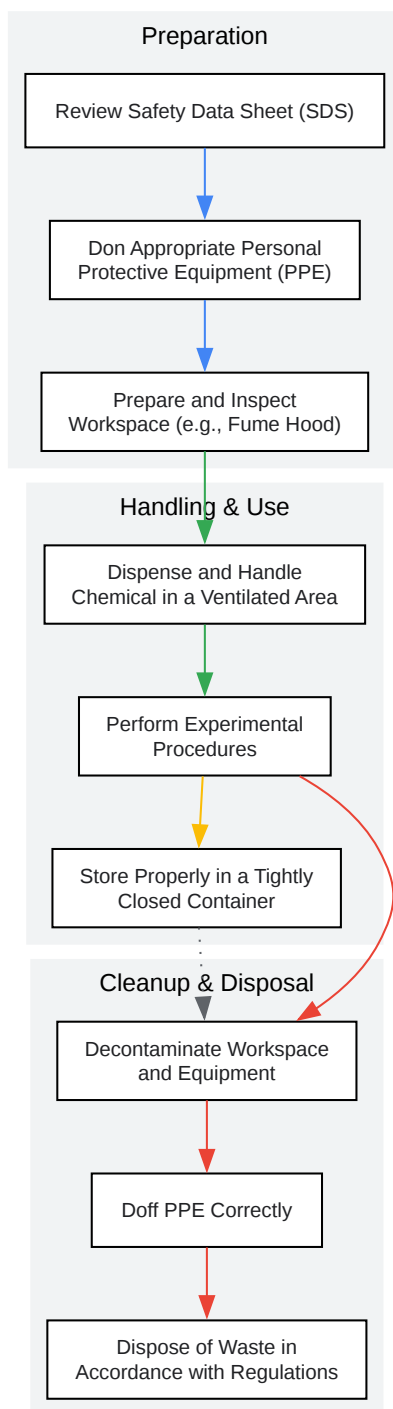 Preparation
Review Safety Data Sheet (SDS)
Don Appropriate Personal
Protective Equipment (PPE)
Prepare and Inspect
Workspace (e.g., Fume Hood)
Handling & Use
Dispense and Handle
Chemical in a Ventilated Area
Perform Experimental
Procedures
Store Properly in a Tightly
Closed Container
Cleanup & Disposal
Decontaminate Workspace
and Equipment
Doff PPE Correctly
Dispose of Waste in
Accordance with Regulations